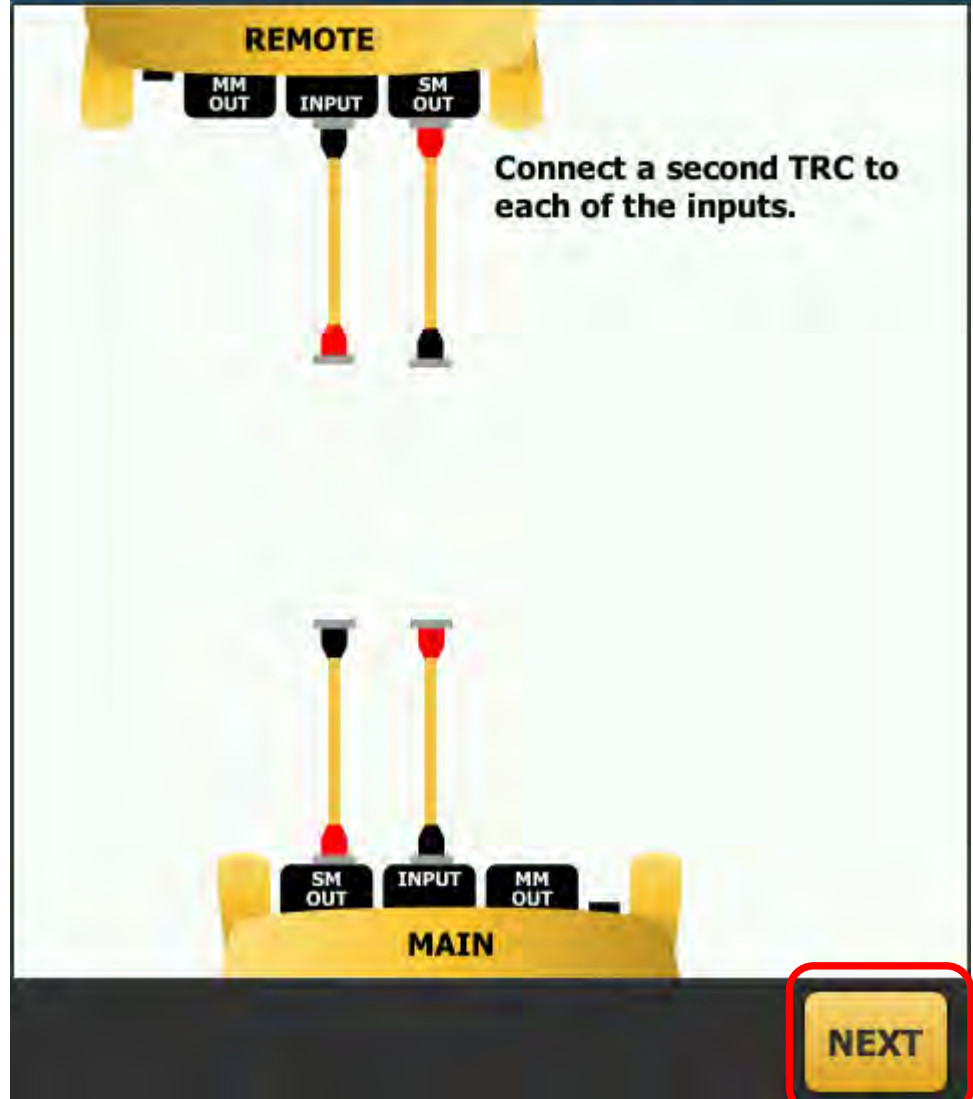 REMOTE
MM
OUT
INPUT
SM
OUT
Connect a second TRC to
each of the inputs.
SM
OUT
INPUT
MM
OUT
MAIN
NEXT